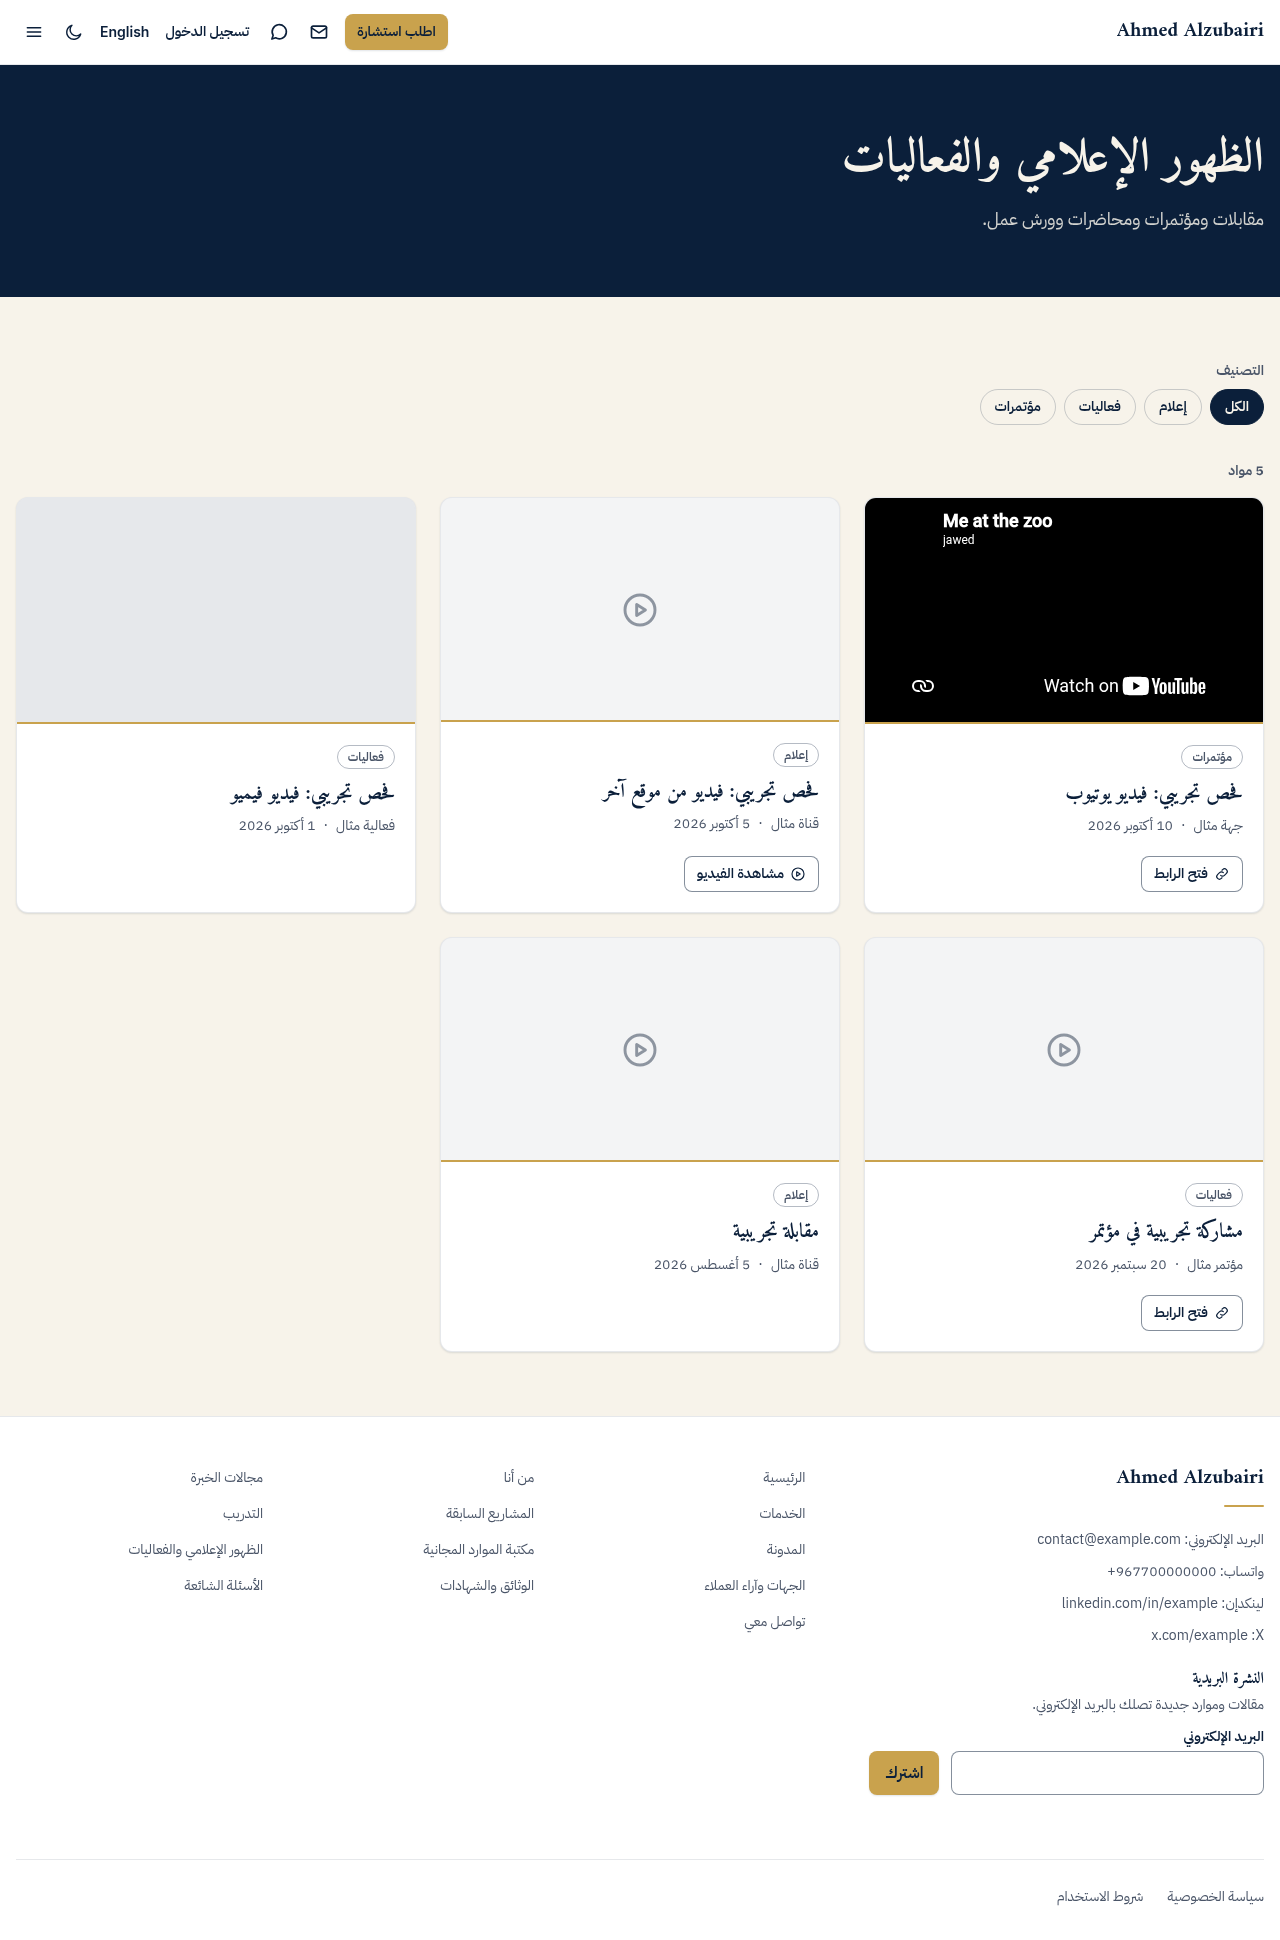 Ahmed Alzubairi
اطلب استشارة
تسجيل الدخول
English
الظهور الإعلامي والفعاليات
مقابلات ومؤتمرات ومحاضرات وورش عمل.
التصنيف
الكل
إعلام
فعاليات
مؤتمرات
5 مواد
Me at the zoo
jawed
Watch on YouTube
مؤتمرات
فحص تجريبي: فيديو يوتيوب
جهة مثال · 10 أكتوبر 2026
فتح الرابط
إعلام
فحص تجريبي: فيديو من موقع آخر
قناة مثال · 5 أكتوبر 2026
مشاهدة الفيديو
فعاليات
فحص تجريبي: فيديو فيميو
فعالية مثال · 1 أكتوبر 2026
فعاليات
مشاركة تجريبية في مؤتمر
مؤتمر مثال · 20 سبتمبر 2026
فتح الرابط
إعلام
مقابلة تجريبية
قناة مثال · 5 أغسطس 2026
Ahmed Alzubairi
البريد الإلكتروني: contact@example.com
واتساب: 967700000000+
لينكدإن: linkedin.com/in/example
X: x.com/example
النشرة البريدية
مقالات وموارد جديدة تصلك بالبريد الإلكتروني.
البريد الإلكتروني
اشترك
الرئيسية
الخدمات
المدونة
الجهات وآراء العملاء
تواصل معي
من أنا
المشاريع السابقة
مكتبة الموارد المجانية
الوثائق والشهادات
مجالات الخبرة
التدريب
الظهور الإعلامي والفعاليات
الأسئلة الشائعة
سياسة الخصوصية
شروط الاستخدام